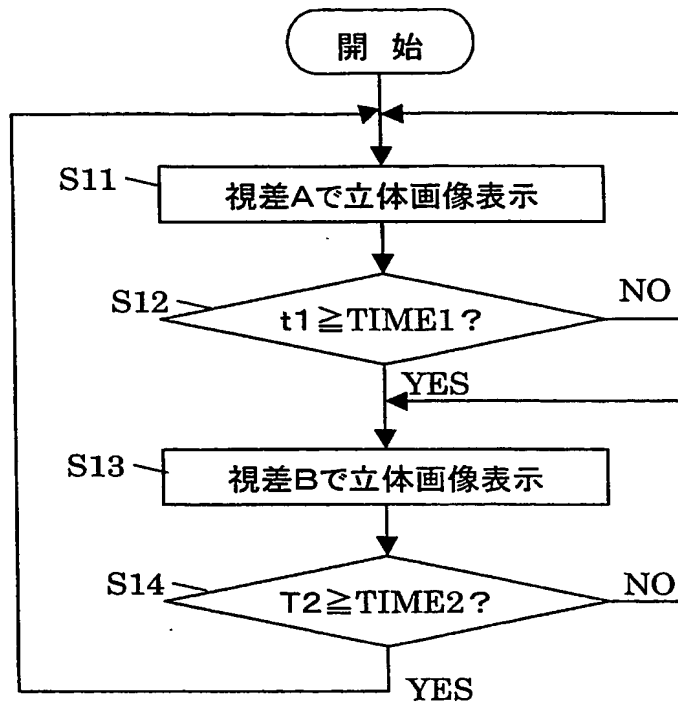 開 始
S11
視差Aで立体画像表示
S12
t1≧TIME1?
NO
YES
S13
視差Bで立体画像表示
S14
T2≧TIME2?
NO
YES